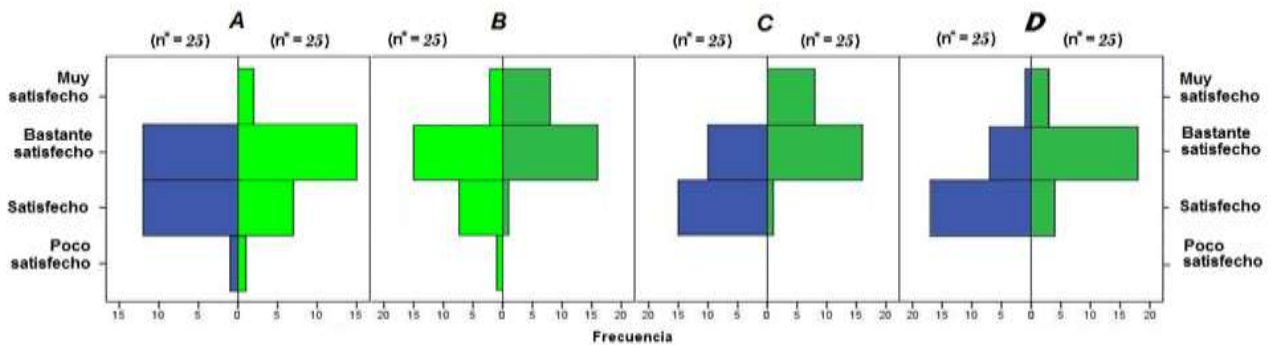 A B C D
(n* = 25) (n* = 25) (n* = 25) (n* = 25) (n* = 25) (n* = 25) (n* = 25)
Muy
satisfecho
Bastante
satisfecho
Satisfecho
Poco
satisfecho
Muy
satisfecho
Bastante
satisfecho
Satisfecho
Poco
satisfecho
15 10 5 0 5 10 15 20 15 10 5 0 5 10 15 20 20 15 10 5 0 5 10 15 20 20 15 10 5 0 5 10 15 20
Frecuencia